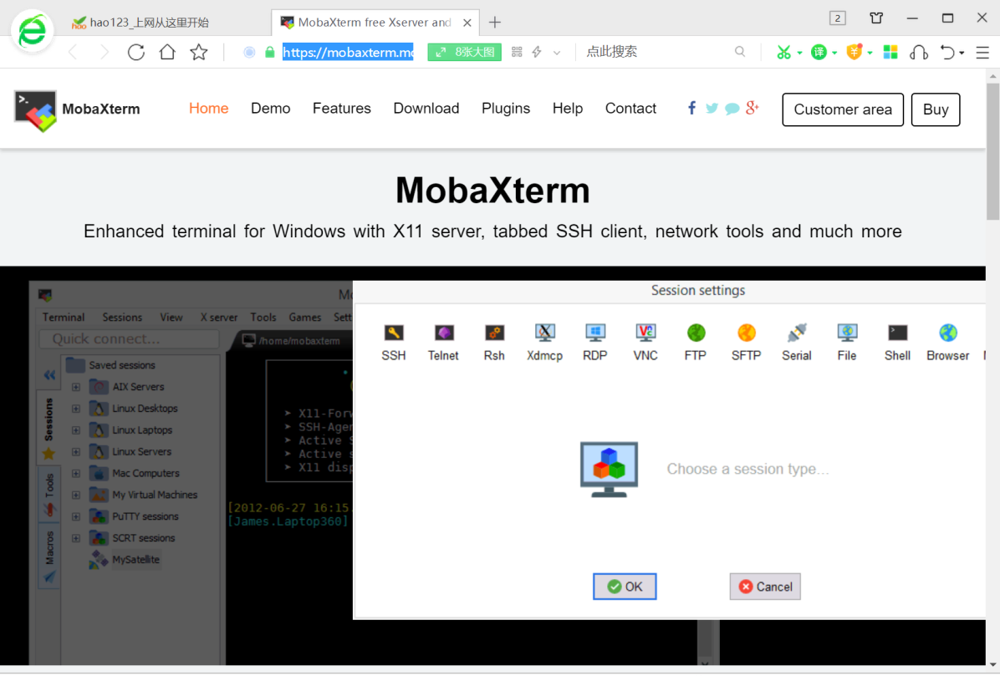 hao123_上网从这里开始
MobaXterm free Xserver and
2
https://mobaxterm.mo
8张大图
点此搜索
译
MobaXterm
Home Demo Features Download Plugins Help Contact
Customer area
Buy
MobaXterm
Enhanced terminal for Windows with X11 server, tabbed SSH client, network tools and much more
Session settings
Terminal Sessions View X server Tools Games Sett
Quick connect...
/home/mobaxterm
SSH Telnet Rsh Xdmcp RDP VNC FTP SFTP Serial File Shell Browser
Saved sessions
AIX Servers
Linux Desktops
Linux Laptops
Linux Servers
Mac Computers
My Virtual Machines
PuTTY sessions
SCRT sessions
MySatellite
Sessions
Tools
Macros
➤ X11-Forw
➤ SSH-Agen
➤ Active S
➤ Active s
➤ X11 disp
[2012-06-27 16:15.
[James.Laptop360]
Choose a session type...
OK
Cancel